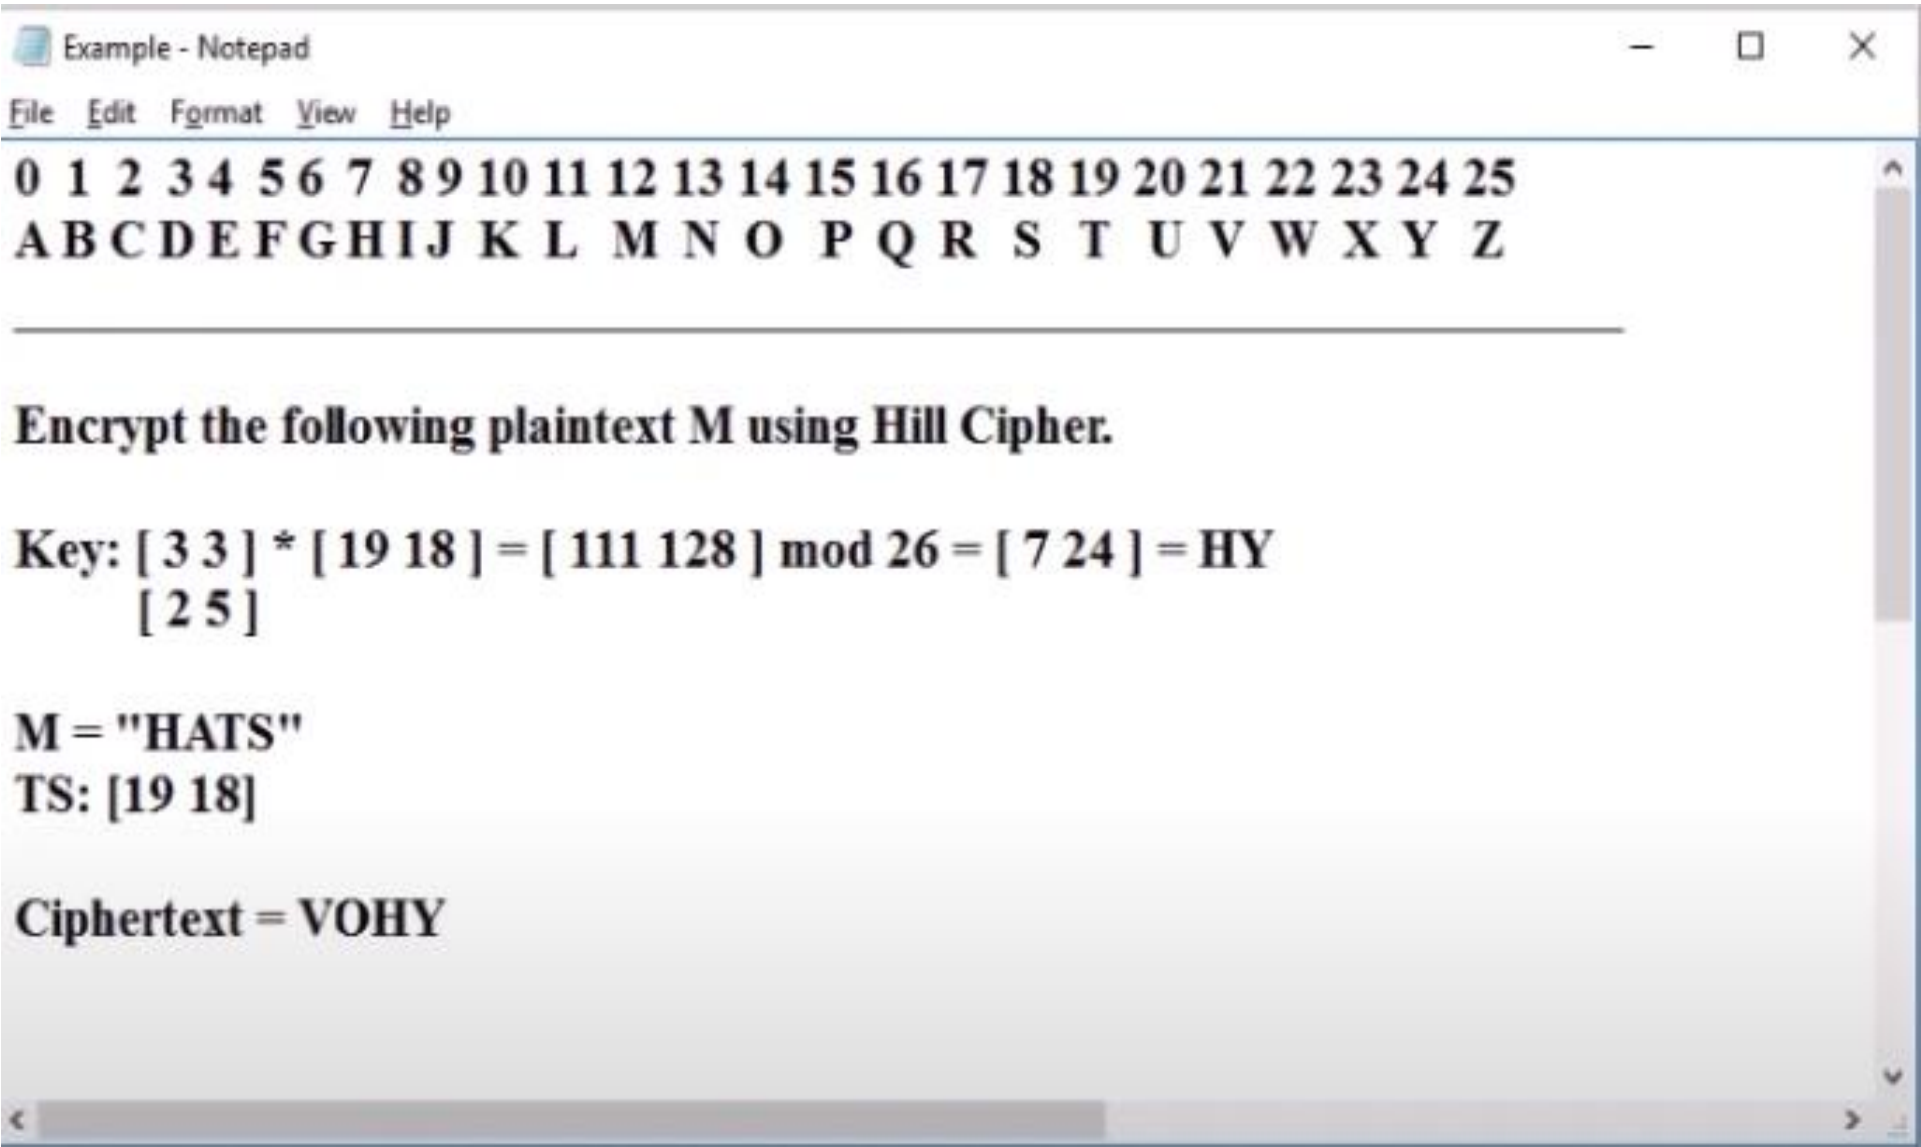 Example - Notepad
File Edit Format View Help
0 1 2 3 4 5 6 7 8 9 10 11 12 13 14 15 16 17 18 19 20 21 22 23 24 25
A B C D E F G H I J K L M N O P Q R S T U V W X Y Z
Encrypt the following plaintext M using Hill Cipher.
Key: [ 3 3 ] * [ 19 18 ] = [ 111 128 ] mod 26 = [ 7 24 ] = HY
[ 2 5 ]
M = "HATS"
TS: [19 18]
Ciphertext = VOHY